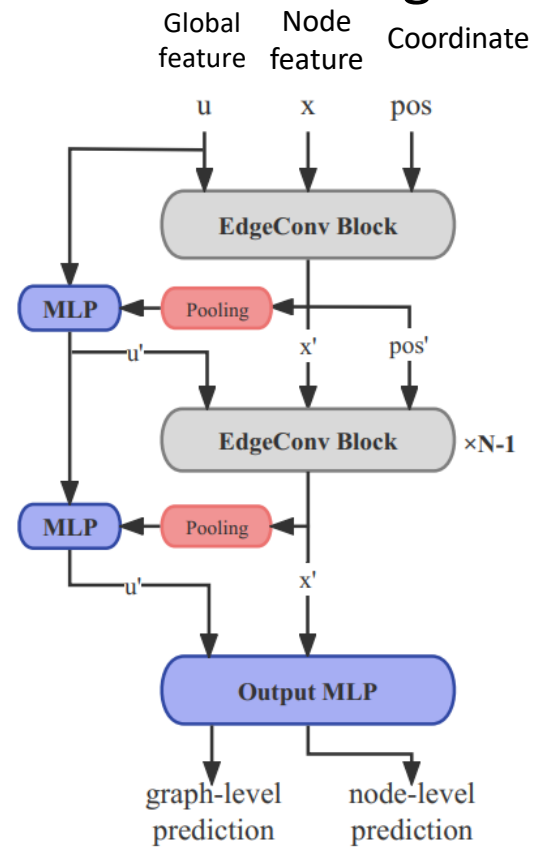 Global
feature
Node
feature
Coordinate
u
x
pos
EdgeConv Block
MLP
Pooling
u'
x'
pos'
EdgeConv Block
×N-1
MLP
Pooling
u'
x'
Output MLP
graph-level
prediction
node-level
prediction